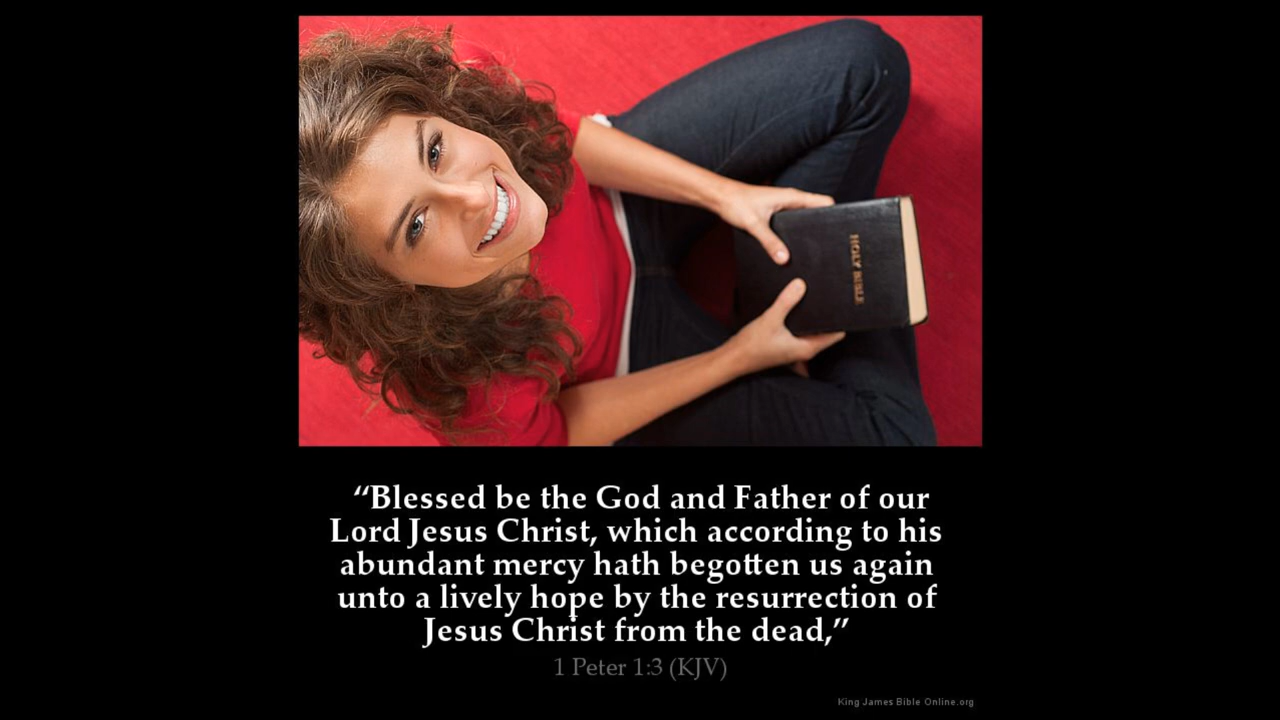 HOLY BIBLE
“Blessed be the God and Father of our
Lord Jesus Christ, which according to his
abundant mercy hath begotten us again
unto a lively hope by the resurrection of
Jesus Christ from the dead,”
1 Peter 1:3 (KJV)
King James Bible Online.org